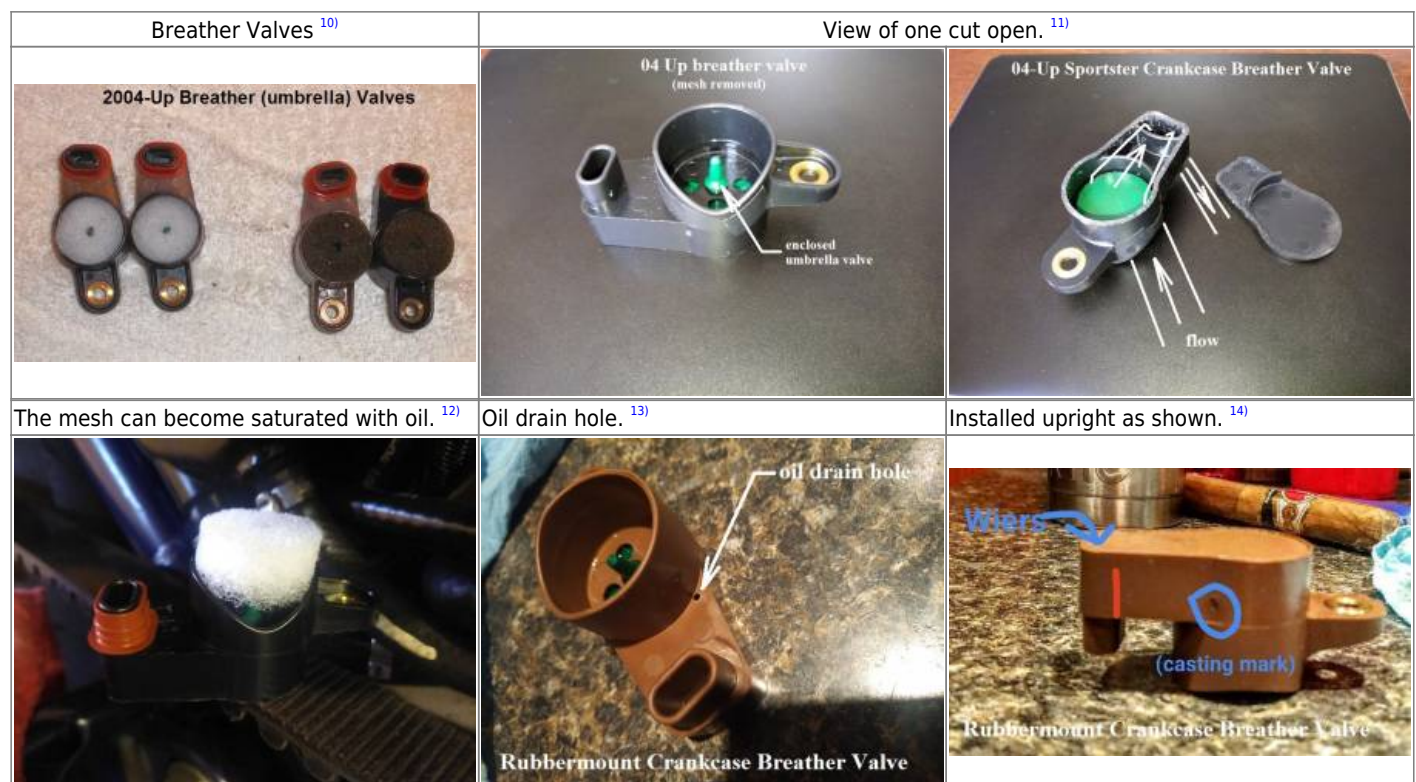 Breather Valves 10)
View of one cut open. 11)
2004-Up Breather (umbrella) Valves
04 Up breather valve
(mesh removed)
enclosed
umbrella valve
04-Up Sportster Crankcase Breather Valve
flow
The mesh can become saturated with oil. 12)
Oil drain hole. 13)
Installed upright as shown. 14)
oil drain hole
Rubbermount Crankcase Breather Valve
Wiers
(casting mark)
Rubbermount Crankcase Breather Valve